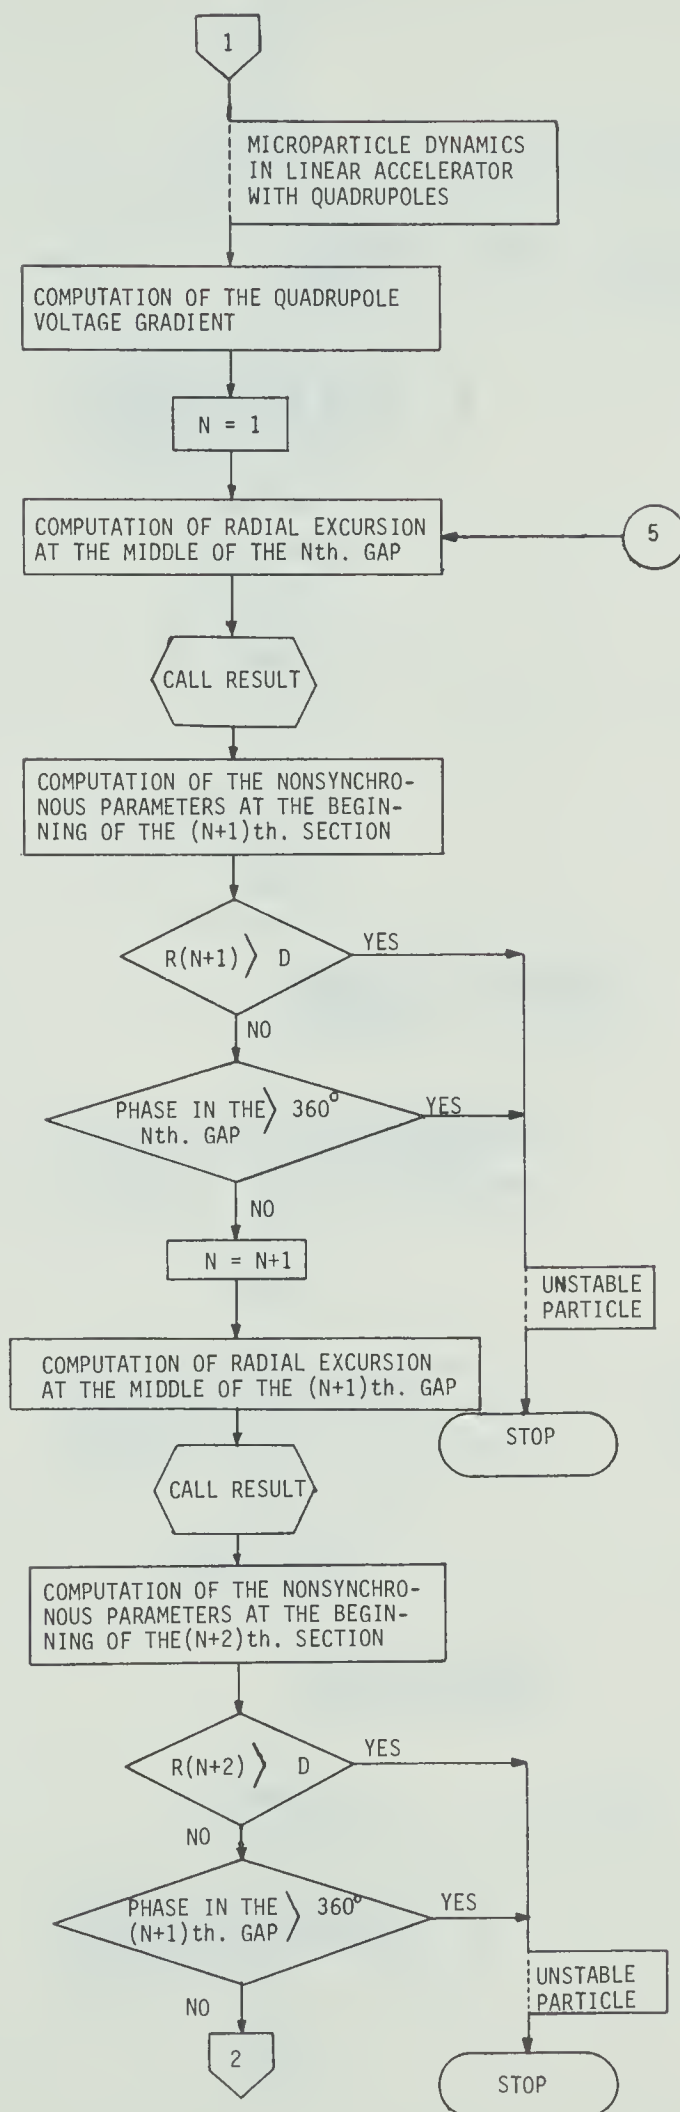 1
MICROPARTICLE DYNAMICS
IN LINEAR ACCELERATOR
WITH QUADRUPOLES
COMPUTATION OF THE QUADRUPOLE
VOLTAGE GRADIENT
N = 1
COMPUTATION OF RADIAL EXCURSION
AT THE MIDDLE OF THE Nth. GAP
5
CALL RESULT
COMPUTATION OF THE NONSYNCHRO-
NOUS PARAMETERS AT THE BEGIN-
NING OF THE (N+1)th. SECTION
R(N+1) > D
YES
NO
PHASE IN THE > 360°
Nth. GAP
YES
NO
N = N+1
UNSTABLE
PARTICLE
COMPUTATION OF RADIAL EXCURSION
AT THE MIDDLE OF THE (N+1)th. GAP
STOP
CALL RESULT
COMPUTATION OF THE NONSYNCHRO-
NOUS PARAMETERS AT THE BEGIN-
NING OF THE(N+2)th. SECTION
R(N+2) > D
YES
NO
PHASE IN THE > 360°
(N+1)th. GAP
YES
NO
UNSTABLE
PARTICLE
2
STOP